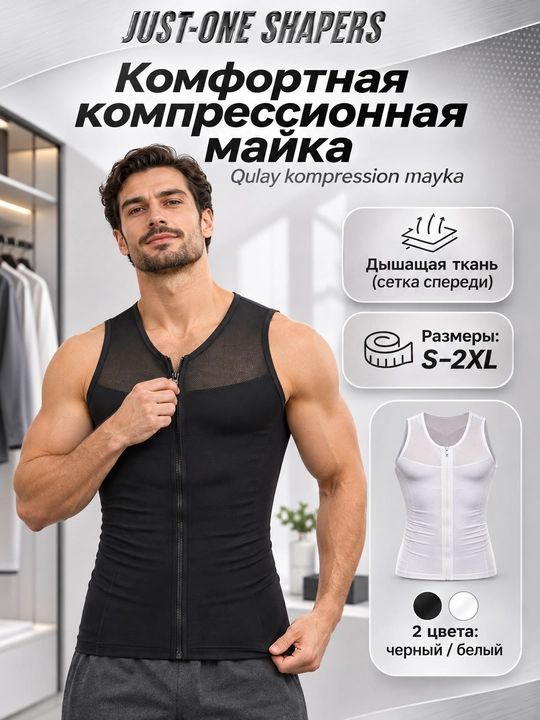 JUST-ONE SHAPERS
Комфортная
компрессионная
майка
Qulay kompression mayka
Дышащая ткань
(сетка спереди)
Размеры:
S-2XL
2 цвета:
черный / белый